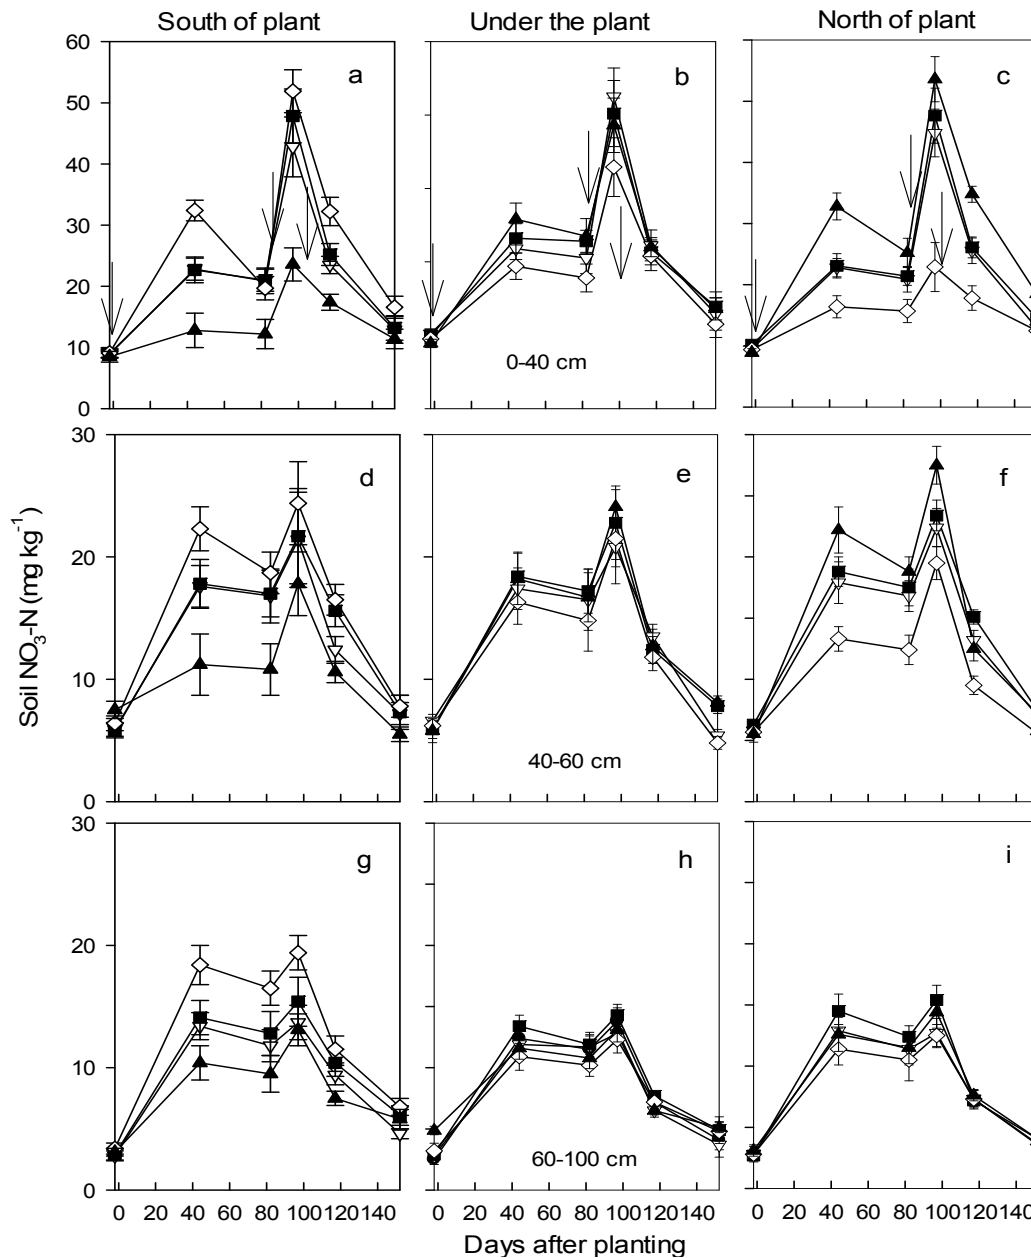 South of plant Under the plant North of plant
60 a b c
50
40
30
20
10 0-40 cm
0
30 d e f
20
10
40-60 cm
0
30 g h i
20
10
60-100 cm
0
Soil NO₃-N (mg kg⁻¹)
0 20 40 60 80 100 120 140 0 20 40 60 80 100 120 140 0 20 40 60 80 100 120 140
Days after planting